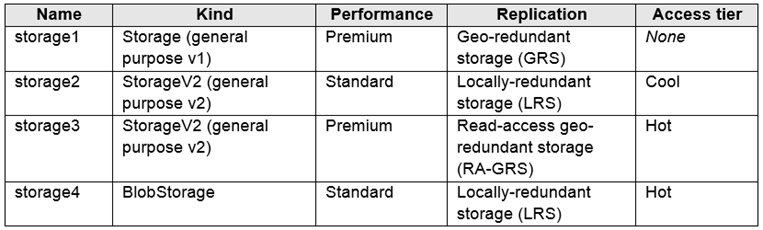 Name Kind Performance Replication Access tier
storage1 Storage (general purpose v1) Premium Geo-redundant storage (GRS) None
storage2 StorageV2 (general purpose v2) Standard Locally-redundant storage (LRS) Cool
storage3 StorageV2 (general purpose v2) Premium Read-access geo-redundant storage (RA-GRS) Hot
storage4 BlobStorage Standard Locally-redundant storage (LRS) Hot